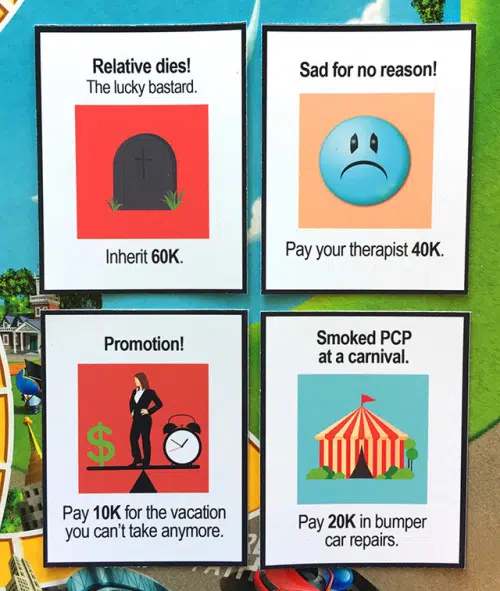 Relative dies!
The lucky bastard.
Inherit 60K.
Sad for no reason!
Pay your therapist 40K.
Promotion!
$
Pay 10K for the vacation
you can't take anymore.
Smoked PCP
at a carnival.
Pay 20K in bumper
car repairs.